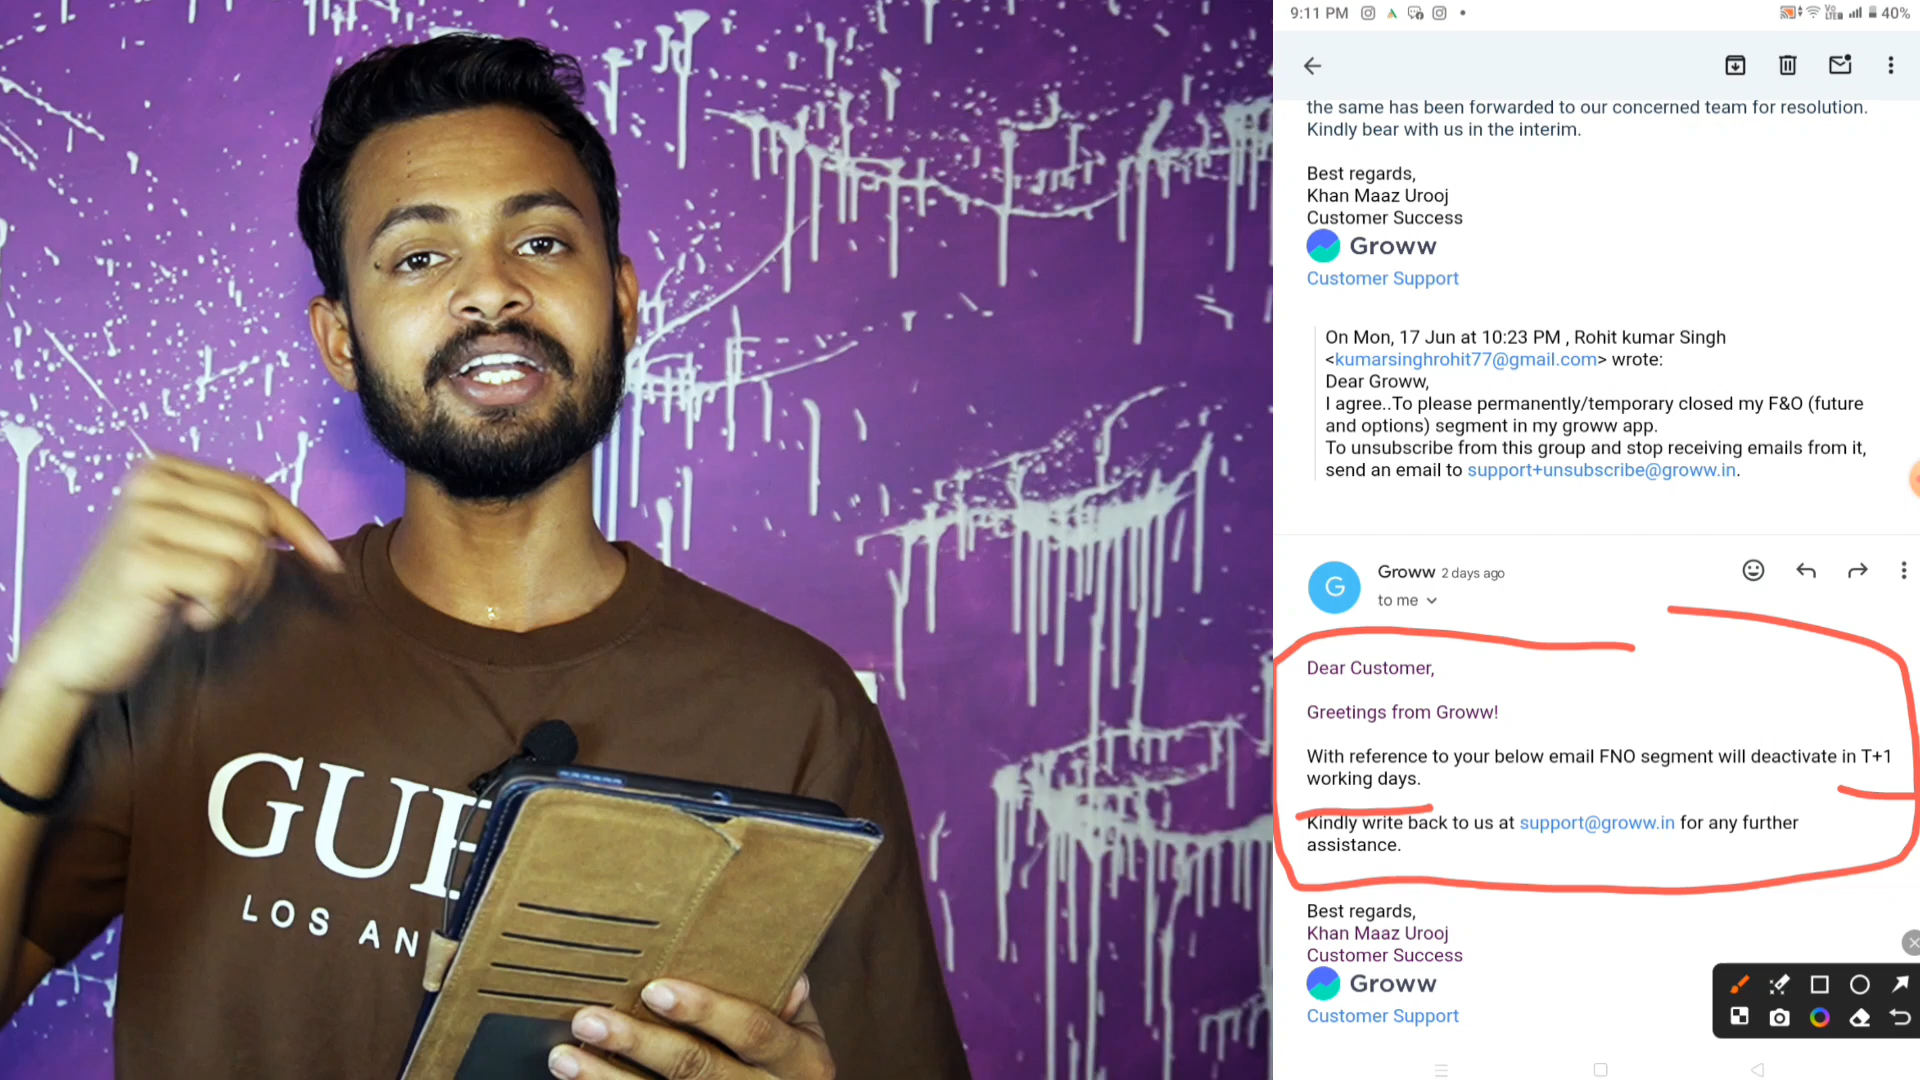 GUE
LOS AN
9:11 PM
40%
the same has been forwarded to our concerned team for resolution.
Kindly bear with us in the interim.
Best regards,
Khan Maaz Urooj
Customer Success
Groww
Customer Support
On Mon, 17 Jun at 10:23 PM , Rohit kumar Singh
<kumarsinghrohit77@gmail.com> wrote:
Dear Groww,
I agree..To please permanently/temporary closed my F&O (future
and options) segment in my groww app.
To unsubscribe from this group and stop receiving emails from it,
send an email to support+unsubscribe@groww.in.
G
Groww 2 days ago
to me
Dear Customer,
Greetings from Groww!
With reference to your below email FNO segment will deactivate in T+1
working days.
Kindly write back to us at support@groww.in for any further
assistance.
Best regards,
Khan Maaz Urooj
Customer Success
Groww
Customer Support